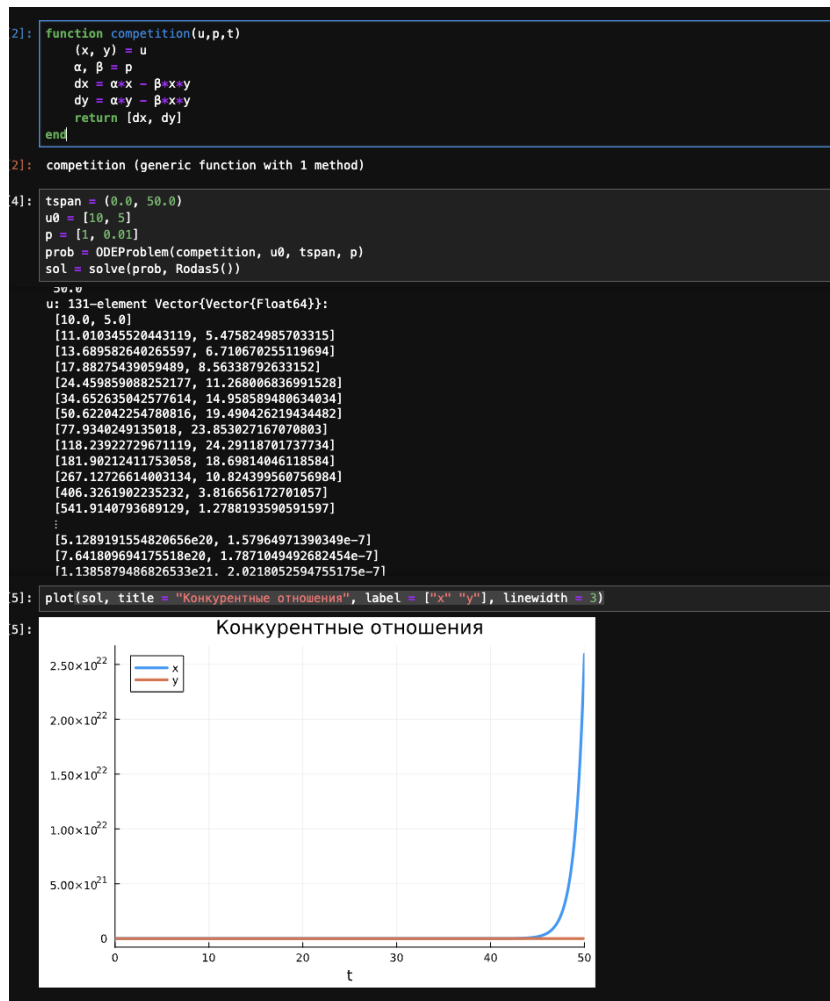 2]:
function competition(u,p,t)
(x, y) = u
α, β = p
dx = α*x - β*x*y
dy = α*y - β*x*y
return [dx, dy]
end
2]:
competition (generic function with 1 method)
4]:
tspan = (0.0, 50.0)
u0 = [10, 5]
p = [1, 0.01]
prob = ODEProblem(competition, u0, tspan, p)
sol = solve(prob, Rodas5())
50.0
u: 131-element Vector{Vector{Float64}}:
[10.0, 5.0]
[11.010345520443119, 5.475824985703315]
[13.689582640265597, 6.710670255119694]
[17.88275439059489, 8.56338792633152]
[24.459859088252177, 11.268006836991528]
[34.652635042577614, 14.958589480634034]
[50.622042254780816, 19.490426219434482]
[77.9340249135018, 23.853027167070803]
[118.23922729671119, 24.29118701737734]
[181.90212411753058, 18.69814046118584]
[267.12726614003134, 10.824399560756984]
[406.3261902235232, 3.816656172701057]
[541.9140793689129, 1.2788193590591597]
⋮
[5.1289191554820656e20, 1.57964971390349e-7]
[7.641809694175518e20, 1.7871049492682454e-7]
[1.1385879486826533e21, 2.0218052594755175e-7]
5]:
plot(sol, title = "Конкурентные отношения", label = ["x" "y"], linewidth = 3)
5]:
Конкурентные отношения
x
y
2.50×10²²
2.00×10²²
1.50×10²²
1.00×10²²
5.00×10²¹
0
0 10 20 30 40 50
t